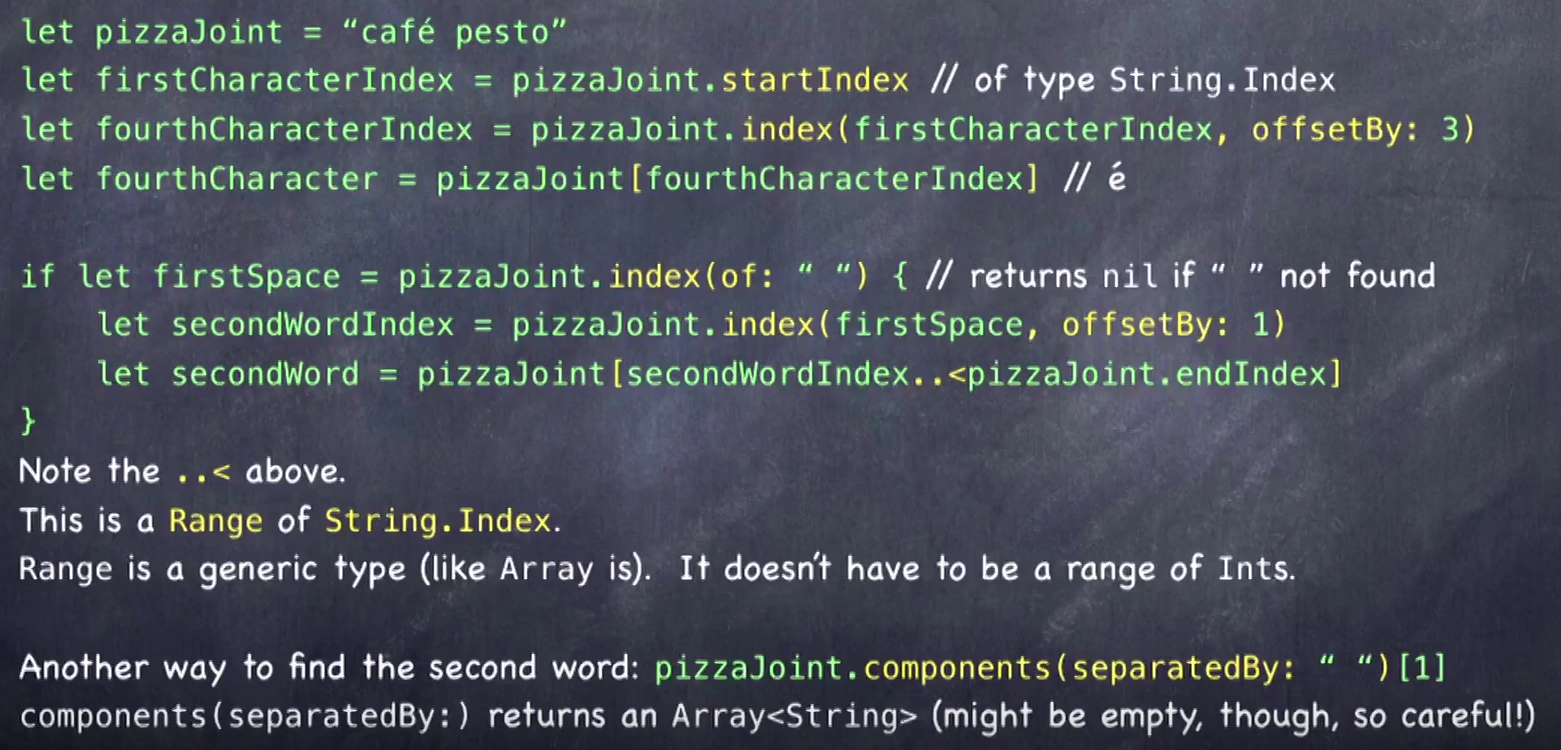 let pizzaJoint = “café pesto”
let firstCharacterIndex = pizzaJoint.startIndex // of type String.Index
let fourthCharacterIndex = pizzaJoint.index(firstCharacterIndex, offsetBy: 3)
let fourthCharacter = pizzaJoint[fourthCharacterIndex] // é
if let firstSpace = pizzaJoint.index(of: “ “) { // returns nil if “ ” not found
    let secondWordIndex = pizzaJoint.index(firstSpace, offsetBy: 1)
    let secondWord = pizzaJoint[secondWordIndex..<pizzaJoint.endIndex]
}
Note the ..< above.
This is a Range of String.Index.
Range is a generic type (like Array is). It doesn’t have to be a range of Ints.
Another way to find the second word: pizzaJoint.components(separatedBy: “ “)[1]
components(separatedBy:) returns an Array<String> (might be empty, though, so careful!)